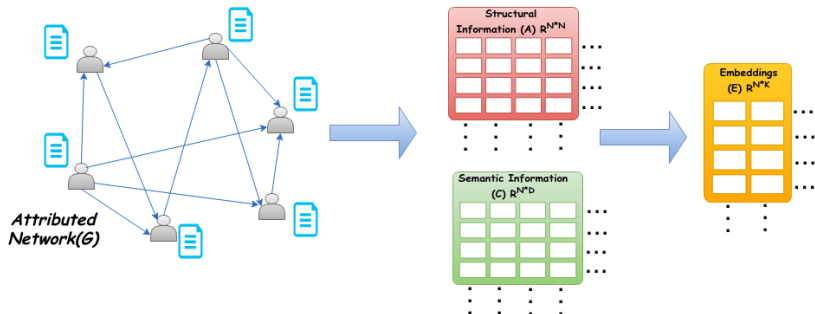 Structural
Information (A) R^N*N
Embeddings
(E) R^N*K
Semantic Information
(C) R^N*D
Attributed
Network(G)